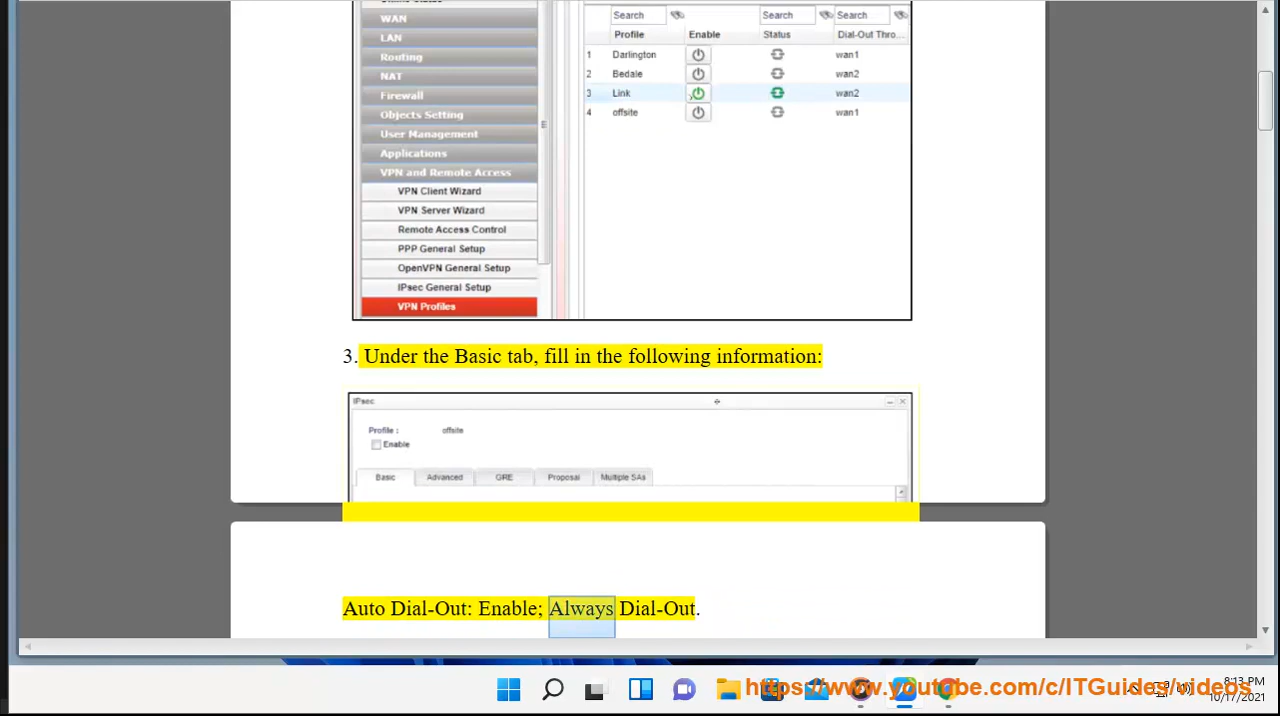 WAN
LAN
Routing
NAT
Firewall
Objects Setting
User Management
Applications
VPN and Remote Access
VPN Client Wizard
VPN Server Wizard
Remote Access Control
PPP General Setup
OpenVPN General Setup
IPsec General Setup
VPN Profiles
Search Search Search
Profile Enable Status Dial-Out Thro...
1 Darlington wan1
2 Bedale wan2
3 Link wan2
4 offsite wan1
3. Under the Basic tab, fill in the following information:
IPsec
Profile : offsite
Enable
Basic Advanced GRE Proposal Multiple SAs
Auto Dial-Out: Enable; Always Dial-Out.
https://www.youtube.com/c/ITGuides/videos
8:13 PM
10/17/2021